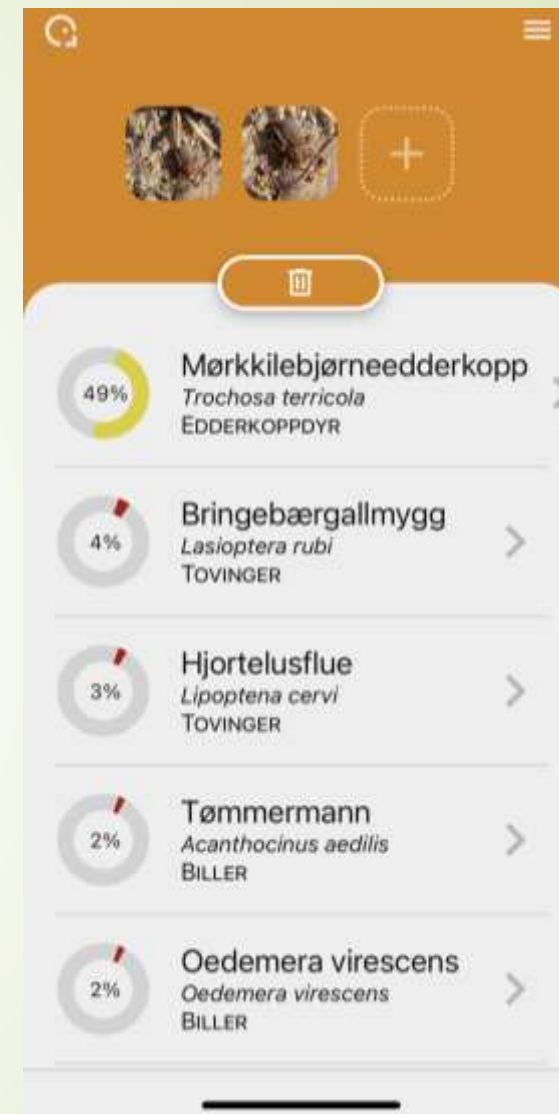 49%
Mørkkilebjørneedderkopp
Trochosa terricola
EDDERKOPPDYR
4%
Bringebærgallmygg
Lasioptera rubi
TOVINGER
3%
Hjortelusflue
Lipoptena cervi
TOVINGER
2%
Tømmermann
Acanthocinus aedilis
BILLER
2%
Oedemera virescens
Oedemera virescens
BILLER